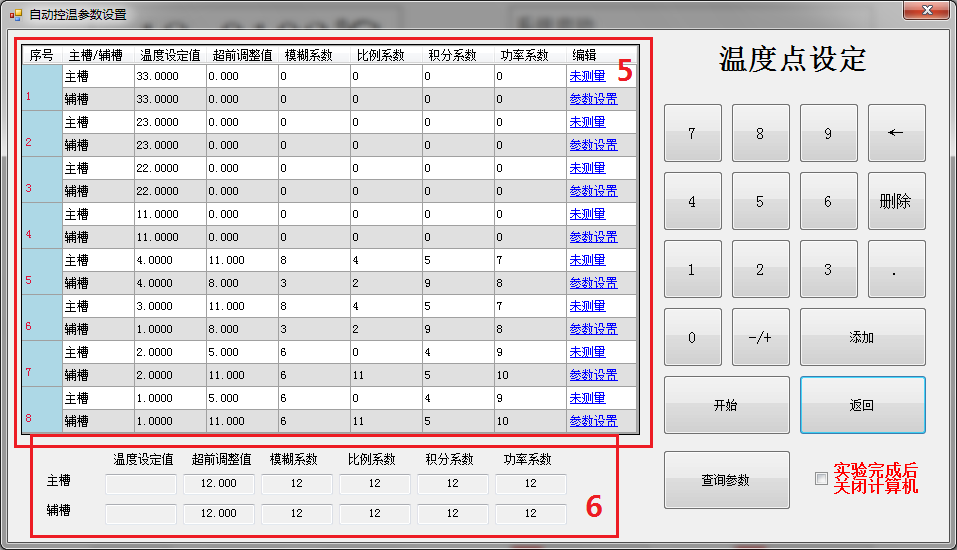 自动控温参数设置
序号 主槽/辅槽 温度设定值 超前调整值 模糊系数 比例系数 积分系数 功率系数 编辑
5
主槽 33.0000 0.000 0 0 0 0 未测量
1
辅槽 33.0000 0.000 0 0 0 0 参数设置
主槽 23.0000 0.000 0 0 0 0 未测量
2
辅槽 23.0000 0.000 0 0 0 0 参数设置
主槽 22.0000 0.000 0 0 0 0 未测量
3
辅槽 22.0000 0.000 0 0 0 0 参数设置
主槽 11.0000 0.000 0 0 0 0 未测量
4
辅槽 11.0000 0.000 0 0 0 0 参数设置
主槽 4.0000 11.000 8 4 5 7 未测量
5
辅槽 4.0000 8.000 3 2 9 8 参数设置
主槽 3.0000 11.000 8 4 5 7 未测量
6
辅槽 1.0000 8.000 3 2 9 8 参数设置
主槽 2.0000 5.000 6 0 4 9 未测量
7
辅槽 2.0000 11.000 6 11 5 10 参数设置
主槽 1.0000 5.000 6 0 4 9 未测量
8
辅槽 1.0000 11.000 6 11 5 10 参数设置
温度设定值 超前调整值 模糊系数 比例系数 积分系数 功率系数
主槽 12.000 12 12 12 12
辅槽 12.000 12 12 12 12
6
温度点设定
7 8 9 ←
4 5 6 删除
1 2 3 .
0 -/+ 添加
开始 返回
查询参数
实验完成后
关闭计算机